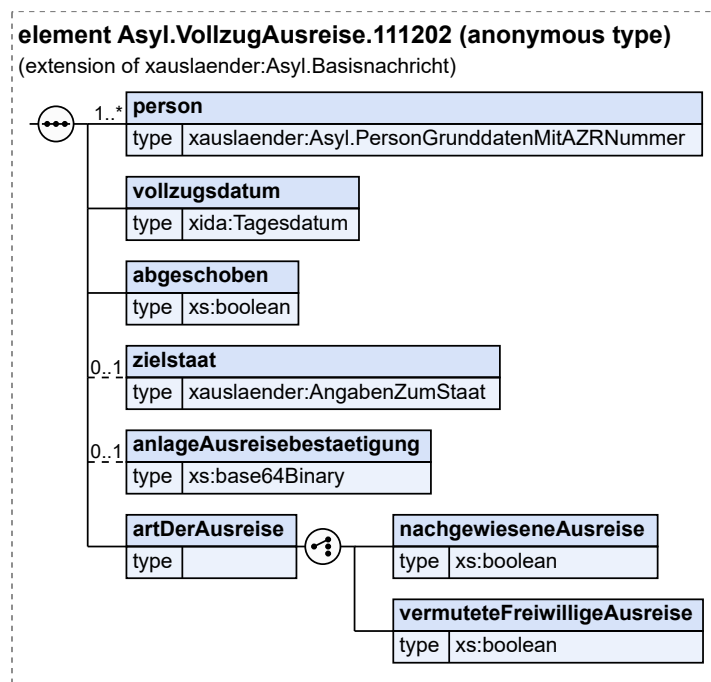 element Asyl.VollzugAusreise.111202 (anonymous type)
(extension of xauslaender:Asyl.Basisnachricht)
1..* person
type xauslaender:Asyl.PersonGrunddatenMitAZRNummer
vollzugsdatum
type xida:Tagesdatum
abgeschoben
type xs:boolean
0..1 zielstaat
type xauslaender:AngabenZumStaat
0..1 anlageAusreisebestaetigung
type xs:base64Binary
artDerAusreise
type
nachgewieseneAusreise
type xs:boolean
vermuteteFreiwilligeAusreise
type xs:boolean